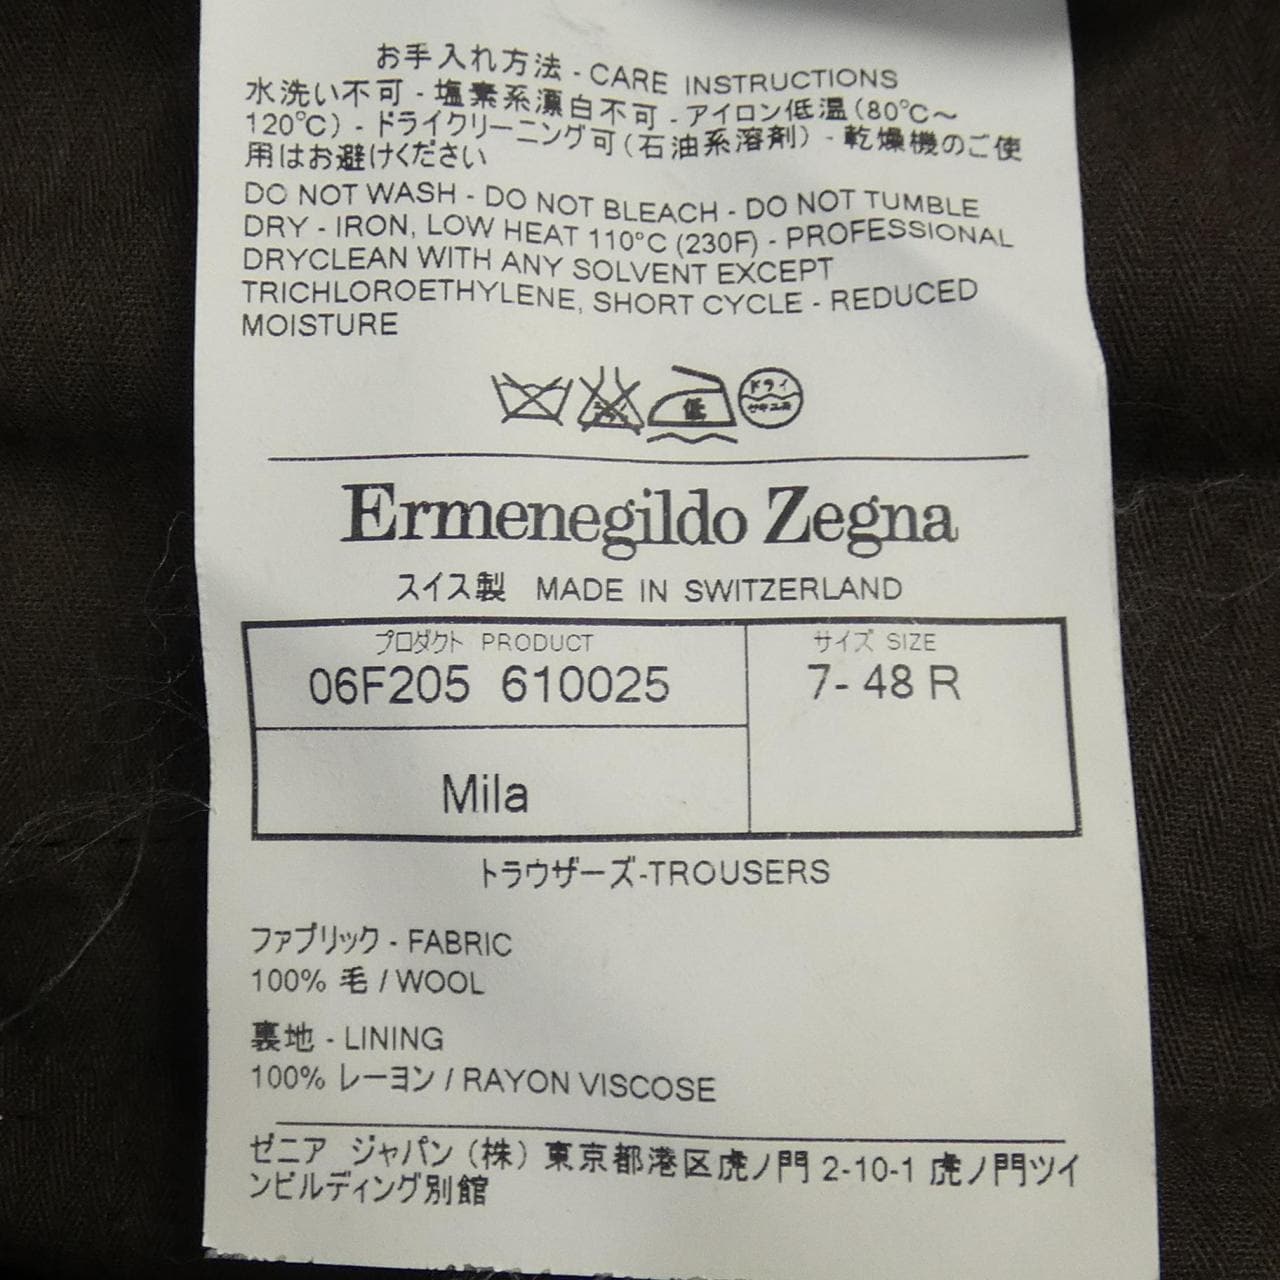 お手入れ方法 - CARE INSTRUCTIONS
水洗い不可 - 塩素系漂白不可 - アイロン低温(80℃~
120℃) - ドライクリーニング可(石油系溶剤) - 乾燥機のご使
用はお避けください
DO NOT WASH - DO NOT BLEACH - DO NOT TUMBLE
DRY - IRON, LOW HEAT 110°C (230F) - PROFESSIONAL
DRYCLEAN WITH ANY SOLVENT EXCEPT
TRICHLOROETHYLENE, SHORT CYCLE - REDUCED
MOISTURE
低 ドライ
Ermenegildo Zegna
スイス製 MADE IN SWITZERLAND
プロダクト PRODUCT サイズ SIZE
06F205 610025 7- 48 R
Mila
トラウザーズ-TROUSERS
ファブリック - FABRIC
100% 毛 / WOOL
裏地 - LINING
100% レーヨン / RAYON VISCOSE
ゼニア ジャパン (株) 東京都港区虎ノ門 2-10-1 虎ノ門ツイ
ンビルディング別館